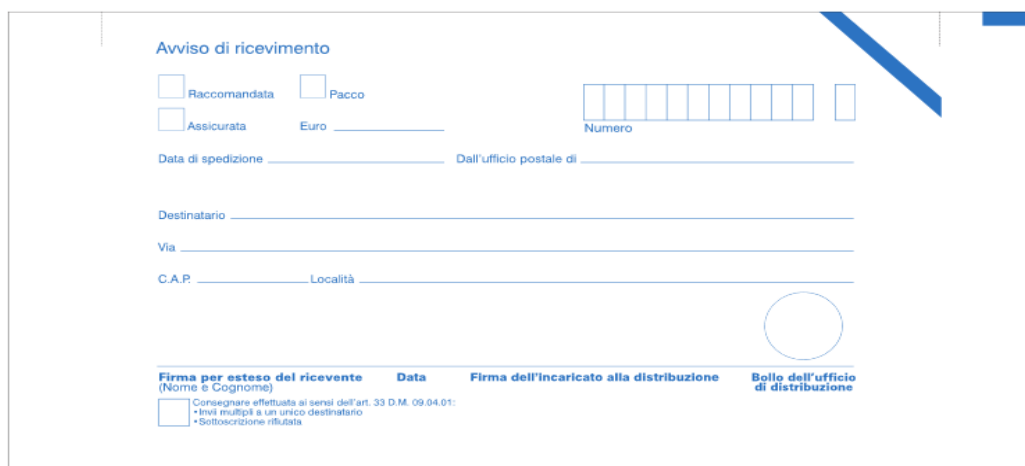 Avviso di ricevimento
Raccomandata Pacco
Assicurata Euro
Numero
Data di spedizione Dall'ufficio postale di
Destinatario
Via
C.A.P. Località
Firma per esteso del ricevente Data Firma dell'incaricato alla distribuzione Bollo dell'ufficio
(Nome e Cognome) di distribuzione
Consegnare effettuata ai sensi dell'art. 33 D.M. 09.04.01:
• Invii multipli a un unico destinatario
• Sottoscrizione rifiutata